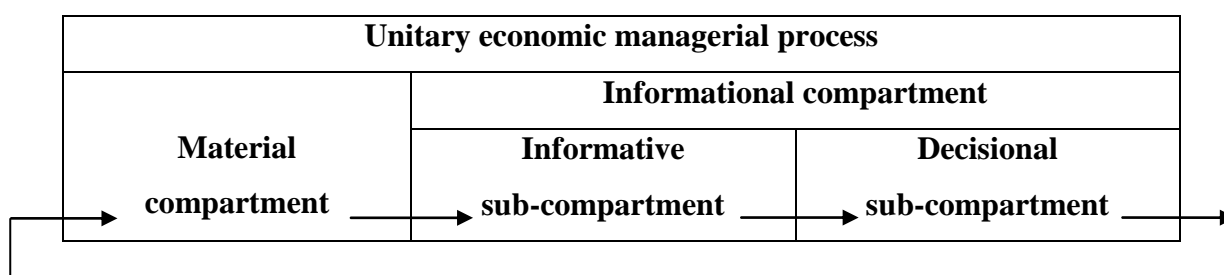 Unitary economic managerial process
Informational compartment
Material
compartment
Informative
sub-compartment
Decisional
sub-compartment